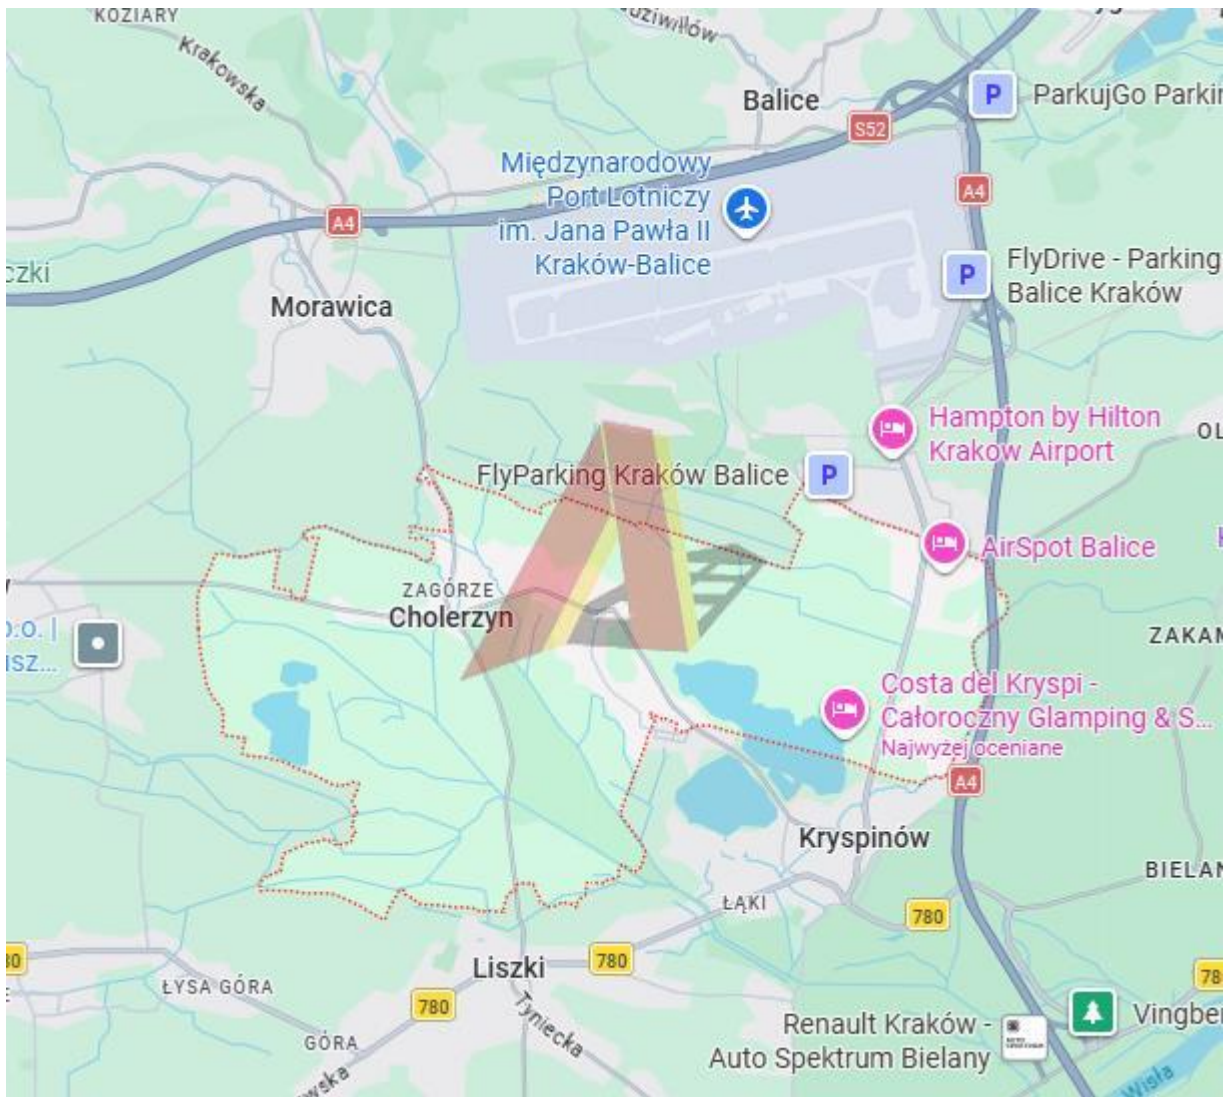 KOZIARY
Krakowska
Balice
P
ParkujGo Parkin
S52
Międzynarodowy
Port Lotniczy
im. Jana Pawła II
Kraków-Balice
A4
A4
P
FlyDrive - Parking
Balice Kraków
czki
Morawica
Hampton by Hilton
Krakow Airport
OL
FlyParking Kraków Balice
P
AirSpot Balice
ZAGÓRZE
Cholerzyn
o.o. |
usz...
ZAKAM
Costa del Kryspi -
Całoroczny Glamping & S...
Najwyżej oceniane
A4
Kryspinów
BIELAN
ŁĄKI
780
780
Liszki
ŁYSA GÓRA
780
78
Tyniecka
GÓRA
Renault Kraków -
Auto Spektrum Bielany
Vingber
wska
Wisła